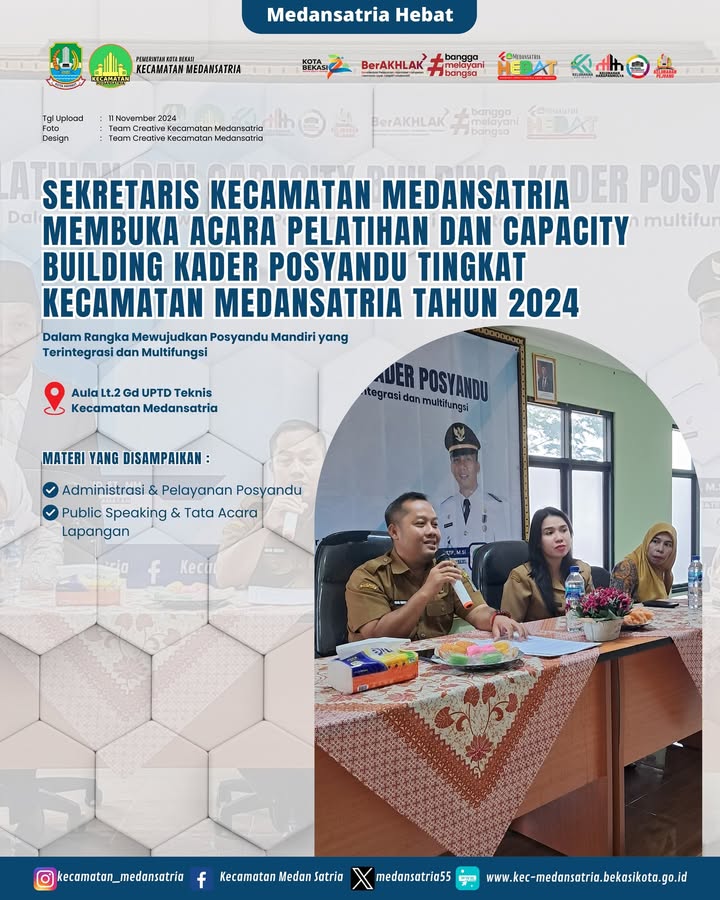 Medansatria Hebat
PEMERINTAH KOTA BEKASI
KECAMATAN MEDANSATRIA
KECAMATAN
KOTA
BEKASI
BerAKHLAK
#bangga
melayani
bangsa
MEDANSATRIA
HEBAT
Tgl Upload : 11 November 2024
Foto : Team Creative Kecamatan Medansatria
Design : Team Creative Kecamatan Medansatria
SEKRETARIS KECAMATAN MEDANSATRIA
MEMBUKA ACARA PELATIHAN DAN CAPACITY
BUILDING KADER POSYANDU TINGKAT
KECAMATAN MEDANSATRIA TAHUN 2024
Dalam Rangka Mewujudkan Posyandu Mandiri yang
Terintegrasi dan Multifungsi
Aula Lt.2 Gd UPTD Teknis
Kecamatan Medansatria
MATERI YANG DISAMPAIKAN :
Administrasi & Pelayanan Posyandu
Public Speaking & Tata Acara
Lapangan
KADER POSYANDU
integrasi dan multifungsi
kecamatan_medansatria
Kecamatan Medan Satria
medansatria55
www.kec-medansatria.bekasikota.go.id